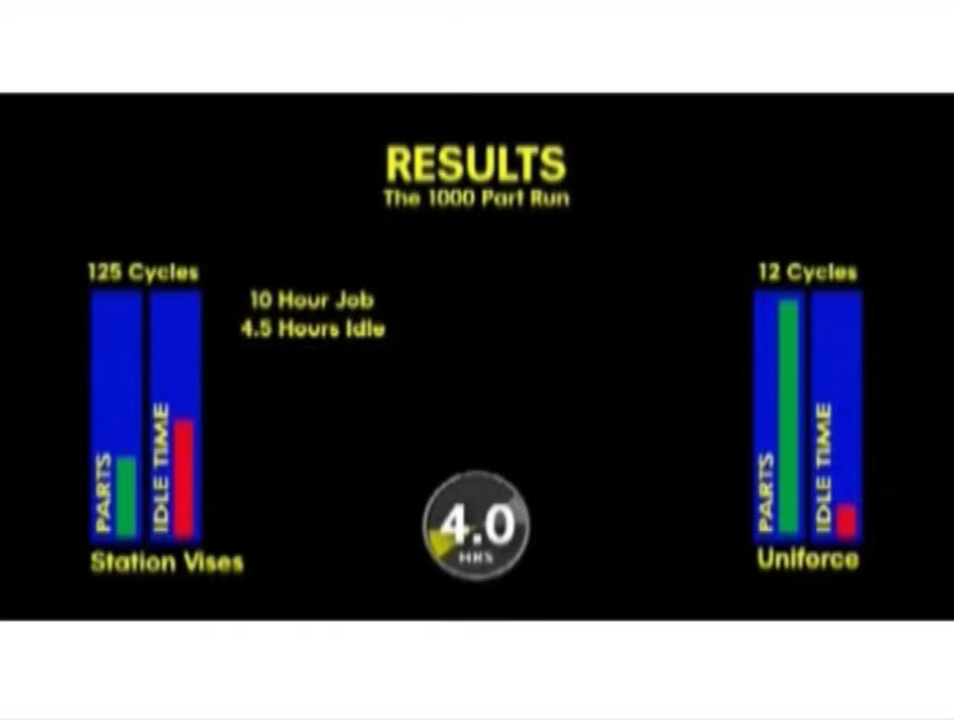 RESULTS
The 1000 Part Run
125 Cycles
10 Hour Job
4.5 Hours Idle
PARTS
IDLE TIME
Station Vises
4.0
HRS
12 Cycles
PARTS
IDLE TIME
Uniforce